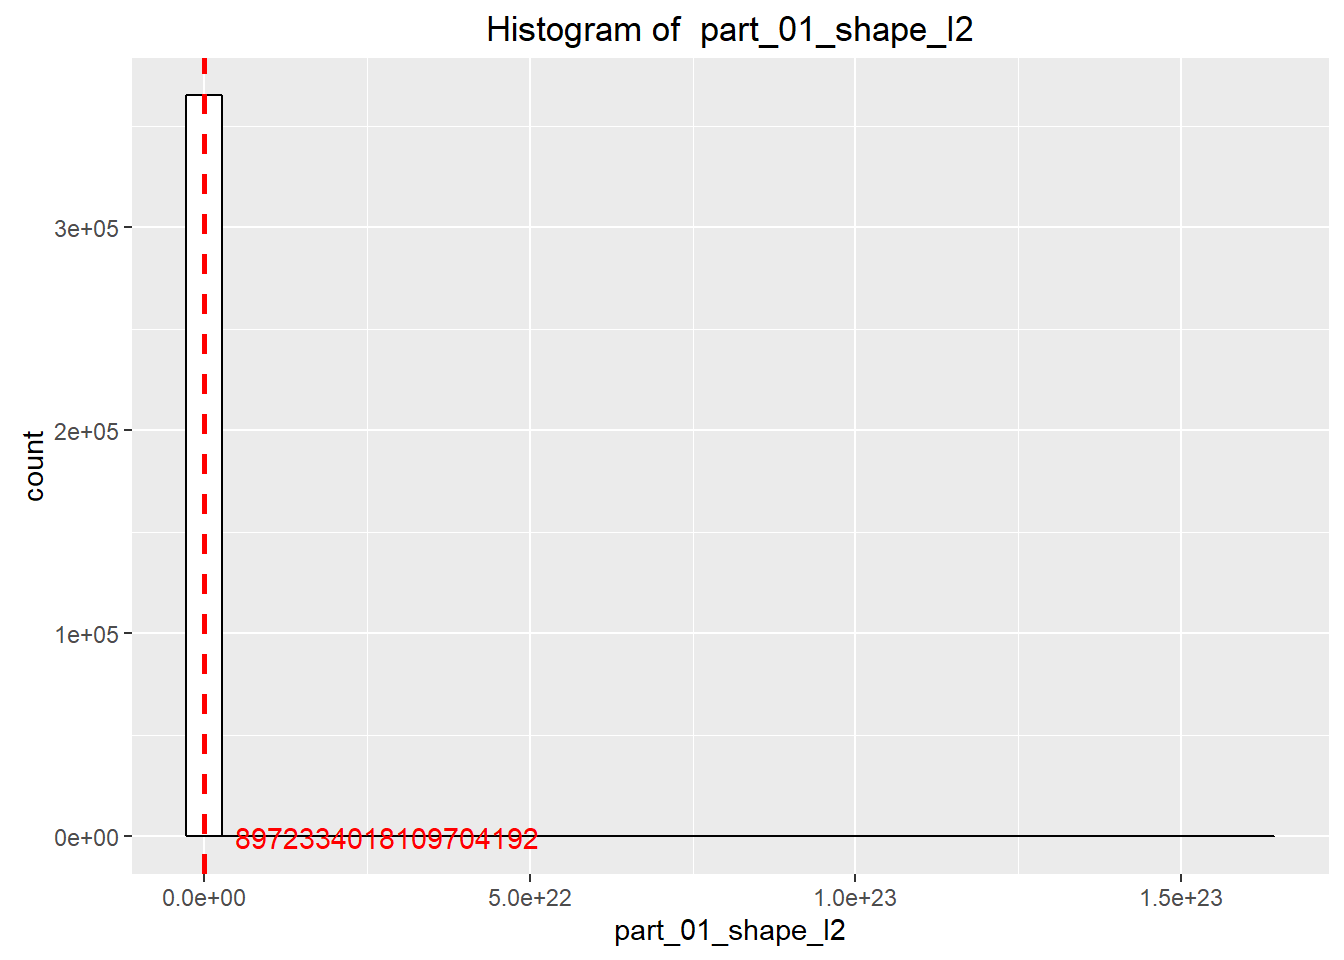 Histogram of  part_01_shape_l2
count
3e+05
2e+05
1e+05
0e+00
8972334018109704192
0.0e+00 5.0e+22 1.0e+23 1.5e+23
part_01_shape_l2